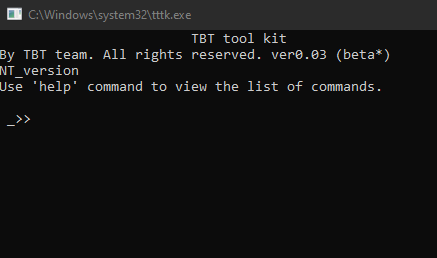 C:\Windows\system32\tttk.exe
TBT tool kit
By TBT team. All rights reserved. ver0.03 (beta*)
NT_version
Use 'help' command to view the list of commands.
_>>